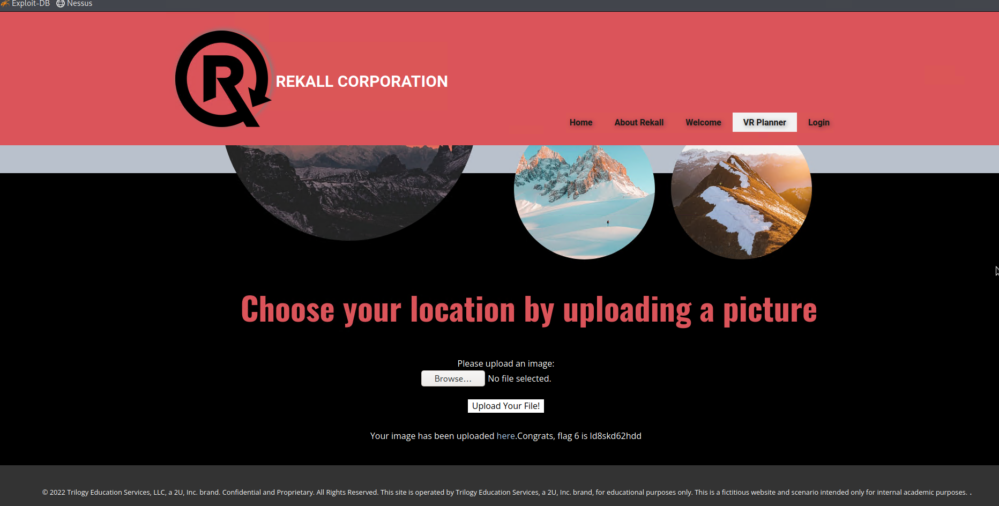 Exploit-DB Nessus
REKALL CORPORATION
Home About Rekall Welcome VR Planner Login
Choose your location by uploading a picture
Please upload an image:
Browse... No file selected.
Upload Your File!
Your image has been uploaded here.Congrats, flag 6 is ld8skd62hdd
© 2022 Trilogy Education Services, LLC, a 2U, Inc. brand. Confidential and Proprietary. All Rights Reserved. This site is operated by Trilogy Education Services, a 2U, Inc. brand, for educational purposes only. This is a fictitious website and scenario intended only for internal academic purposes. .